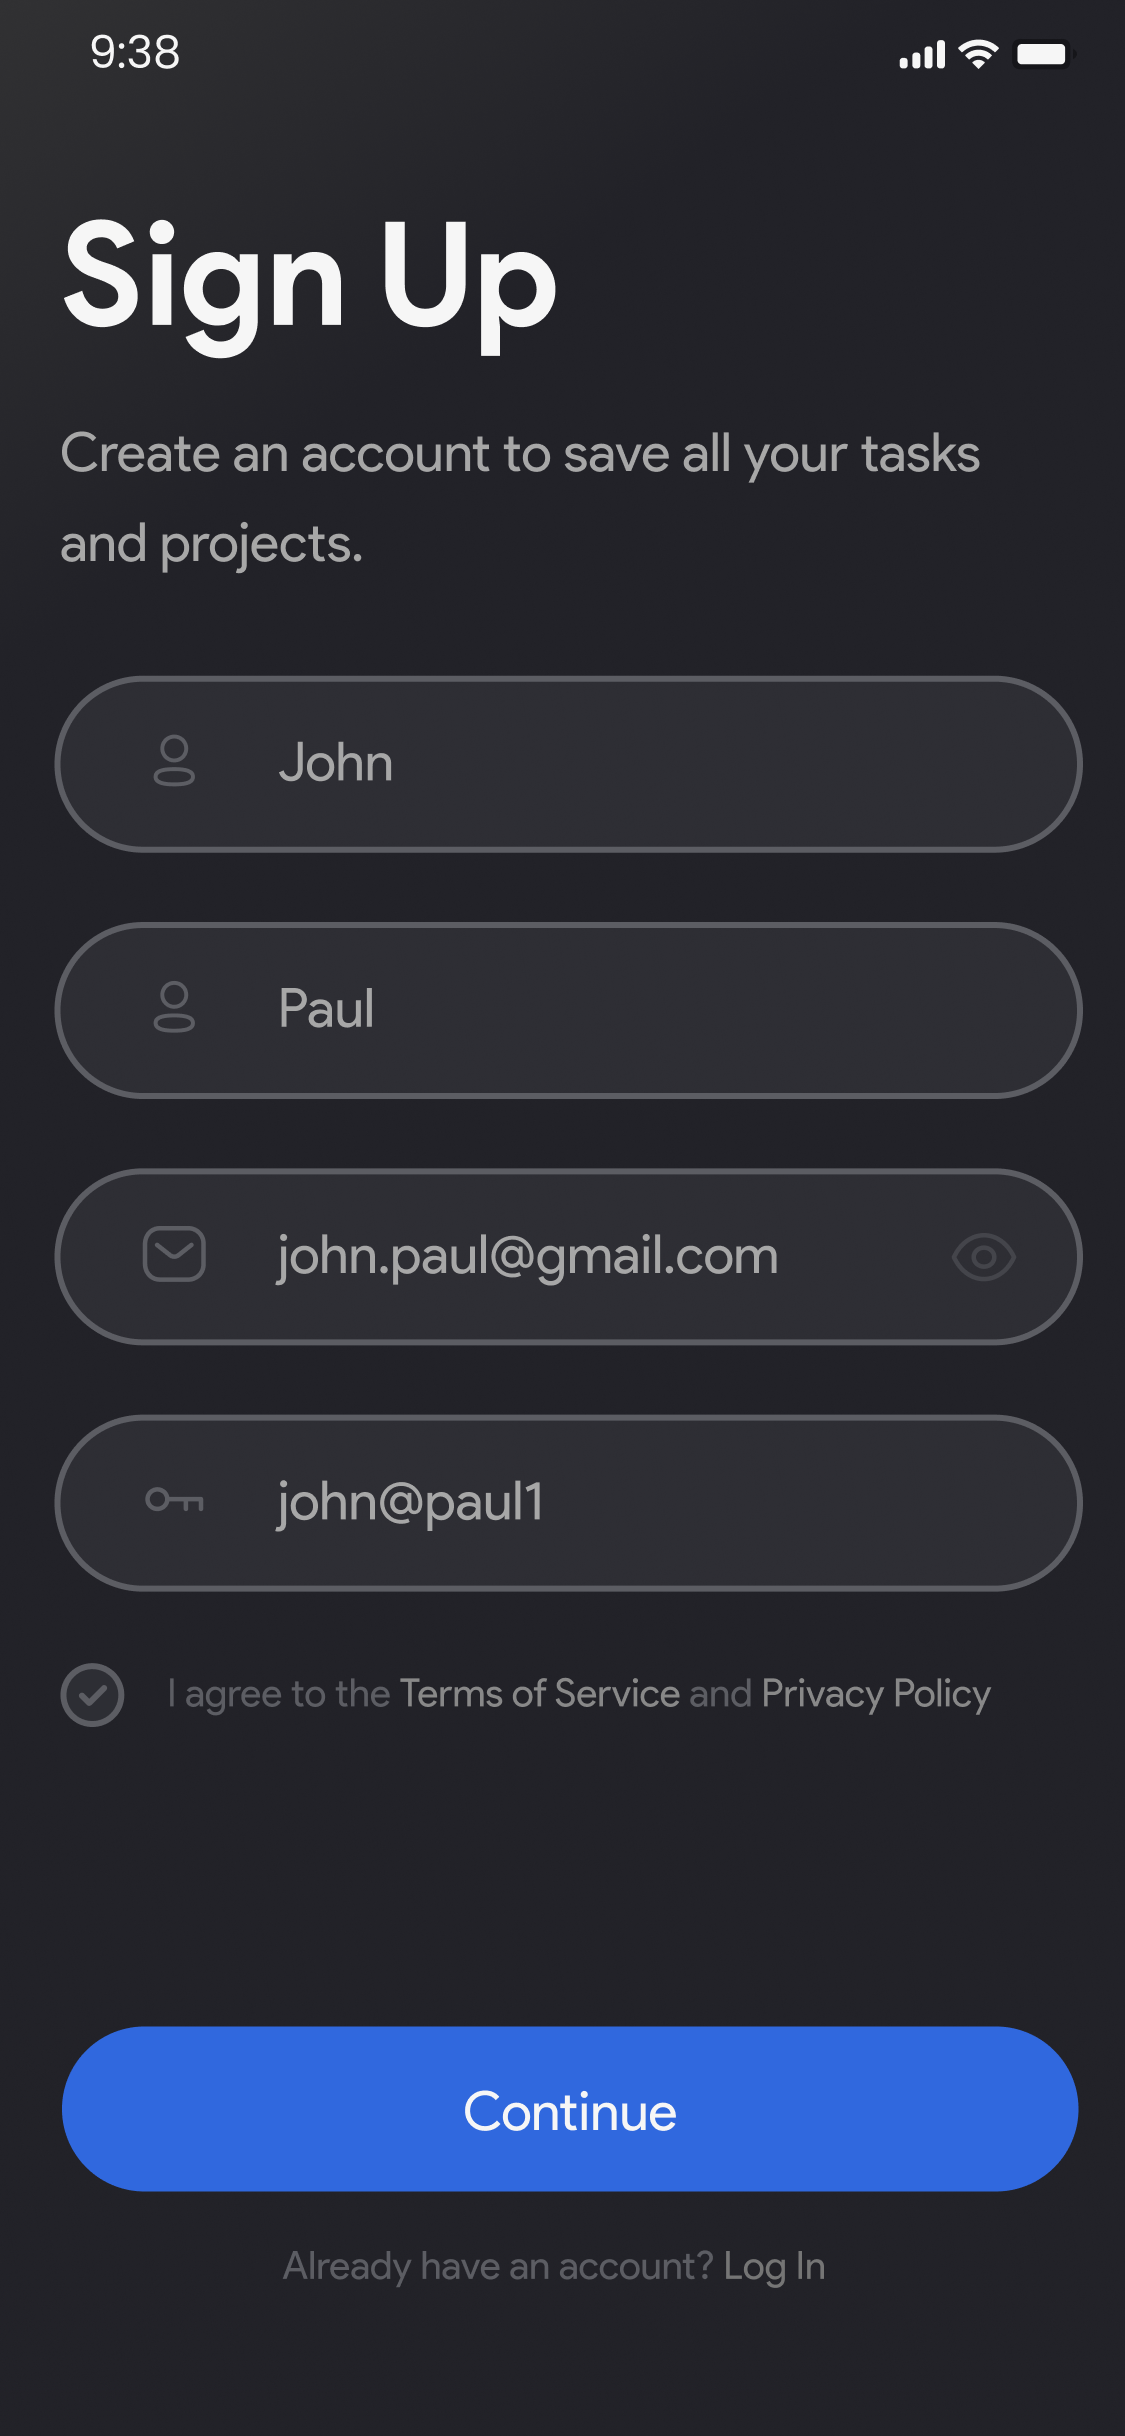 9:38
Sign Up
Create an account to save all your tasks
and projects.
John
Paul
john.paul@gmail.com
john@paul1
I agree to the Terms of Service and Privacy Policy
Continue
Already have an account? Log In